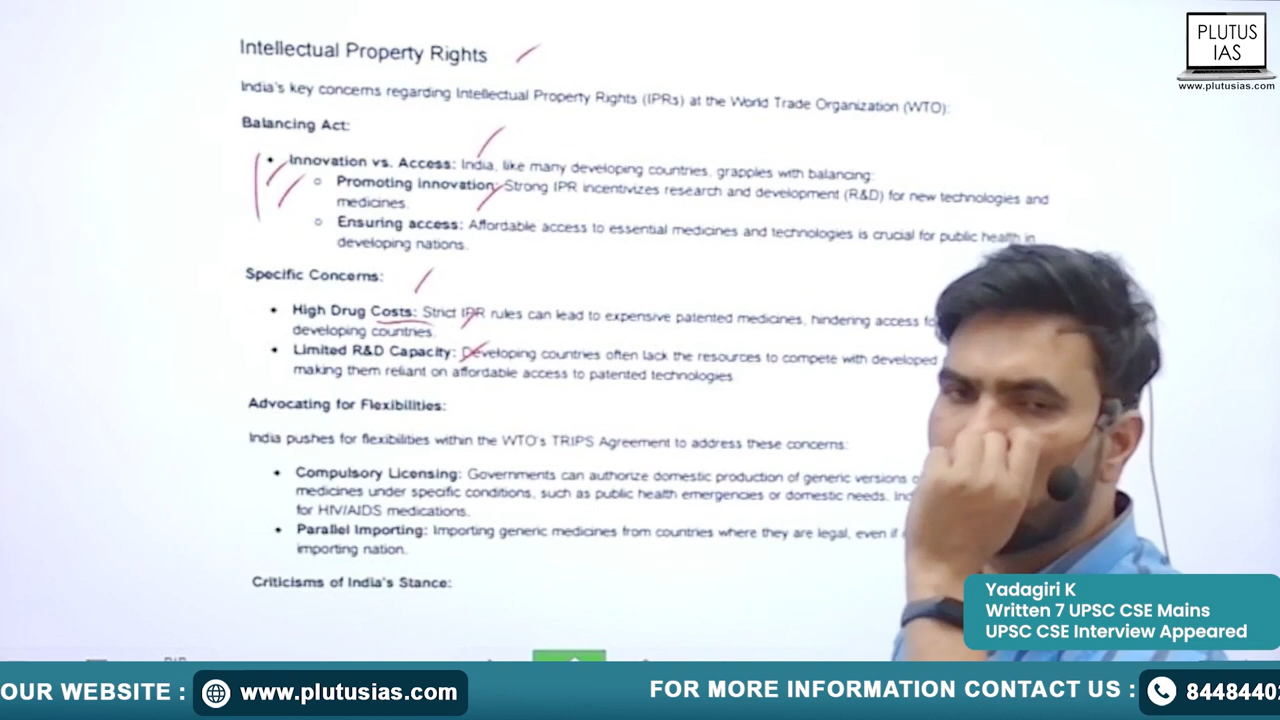 PLUTUS
IAS
www.plutusias.com
Intellectual Property Rights
India's key concerns regarding Intellectual Property Rights (IPRs) at the World Trade Organization (WTO):
Balancing Act:
• Innovation vs. Access: India, like many developing countries, grapples with balancing:
○ Promoting Innovation: Strong IPR incentivizes research and development (R&D) for new technologies and
medicines.
○ Ensuring access: Affordable access to essential medicines and technologies is crucial for public health in
developing nations.
Specific Concerns:
• High Drug Costs: Strict IPR rules can lead to expensive patented medicines, hindering access
developing countries.
• Limited R&D Capacity: Developing countries often lack the resources to compete with developed
making them reliant on affordable access to patented technologies.
Advocating for Flexibilities:
India pushes for flexibilities within the WTO's TRIPS Agreement to address these concerns:
• Compulsory Licensing: Governments can authorize domestic production of generic versions
medicines under specific conditions, such as public health emergencies or domestic needs.
for HIV/AIDS medications.
• Parallel Importing: Importing generic medicines from countries where they are legal, even if
importing nation.
Criticisms of India's Stance:
Yadagiri K
Written 7 UPSC CSE Mains
UPSC CSE Interview Appeared
OUR WEBSITE : www.plutusias.com
FOR MORE INFORMATION CONTACT US : 84484402